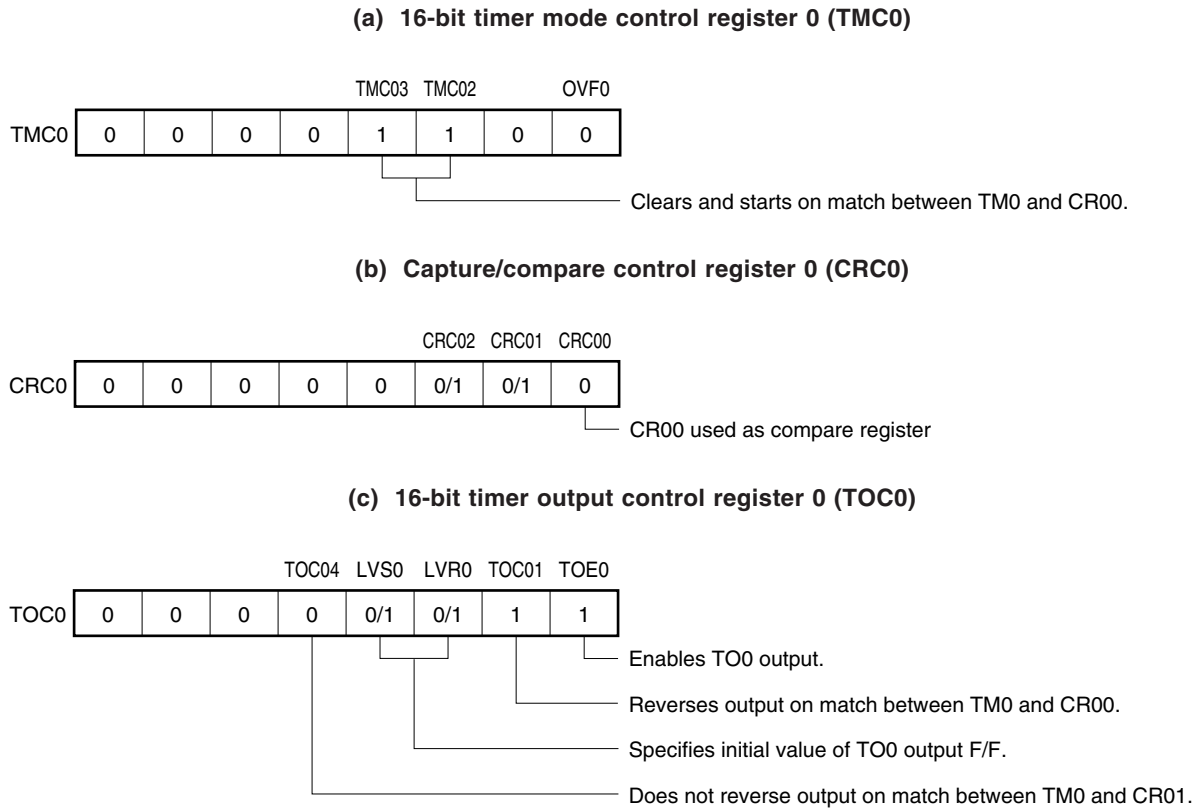 (a) 16-bit timer mode control register 0 (TMC0)
TMC03 TMC02 OVF0
TMC0 0 0 0 0 1 1 0 0
Clears and starts on match between TM0 and CR00.
(b) Capture/compare control register 0 (CRC0)
CRC02 CRC01 CRC00
CRC0 0 0 0 0 0 0/1 0/1 0
CR00 used as compare register
(c) 16-bit timer output control register 0 (TOC0)
TOC04 LVS0 LVR0 TOC01 TOE0
TOC0 0 0 0 0 0/1 0/1 1 1
Enables TO0 output.
Reverses output on match between TM0 and CR00.
Specifies initial value of TO0 output F/F.
Does not reverse output on match between TM0 and CR01.